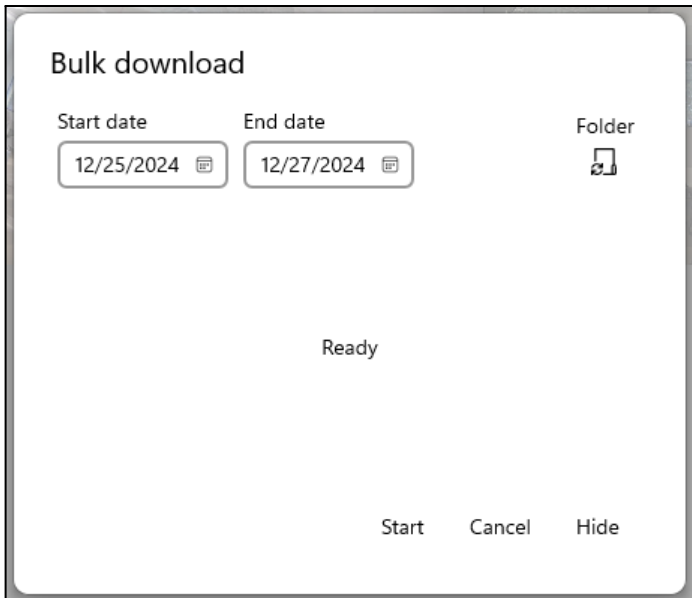 Bulk download
Start date End date Folder
12/25/2024 12/27/2024
Ready
Start Cancel Hide